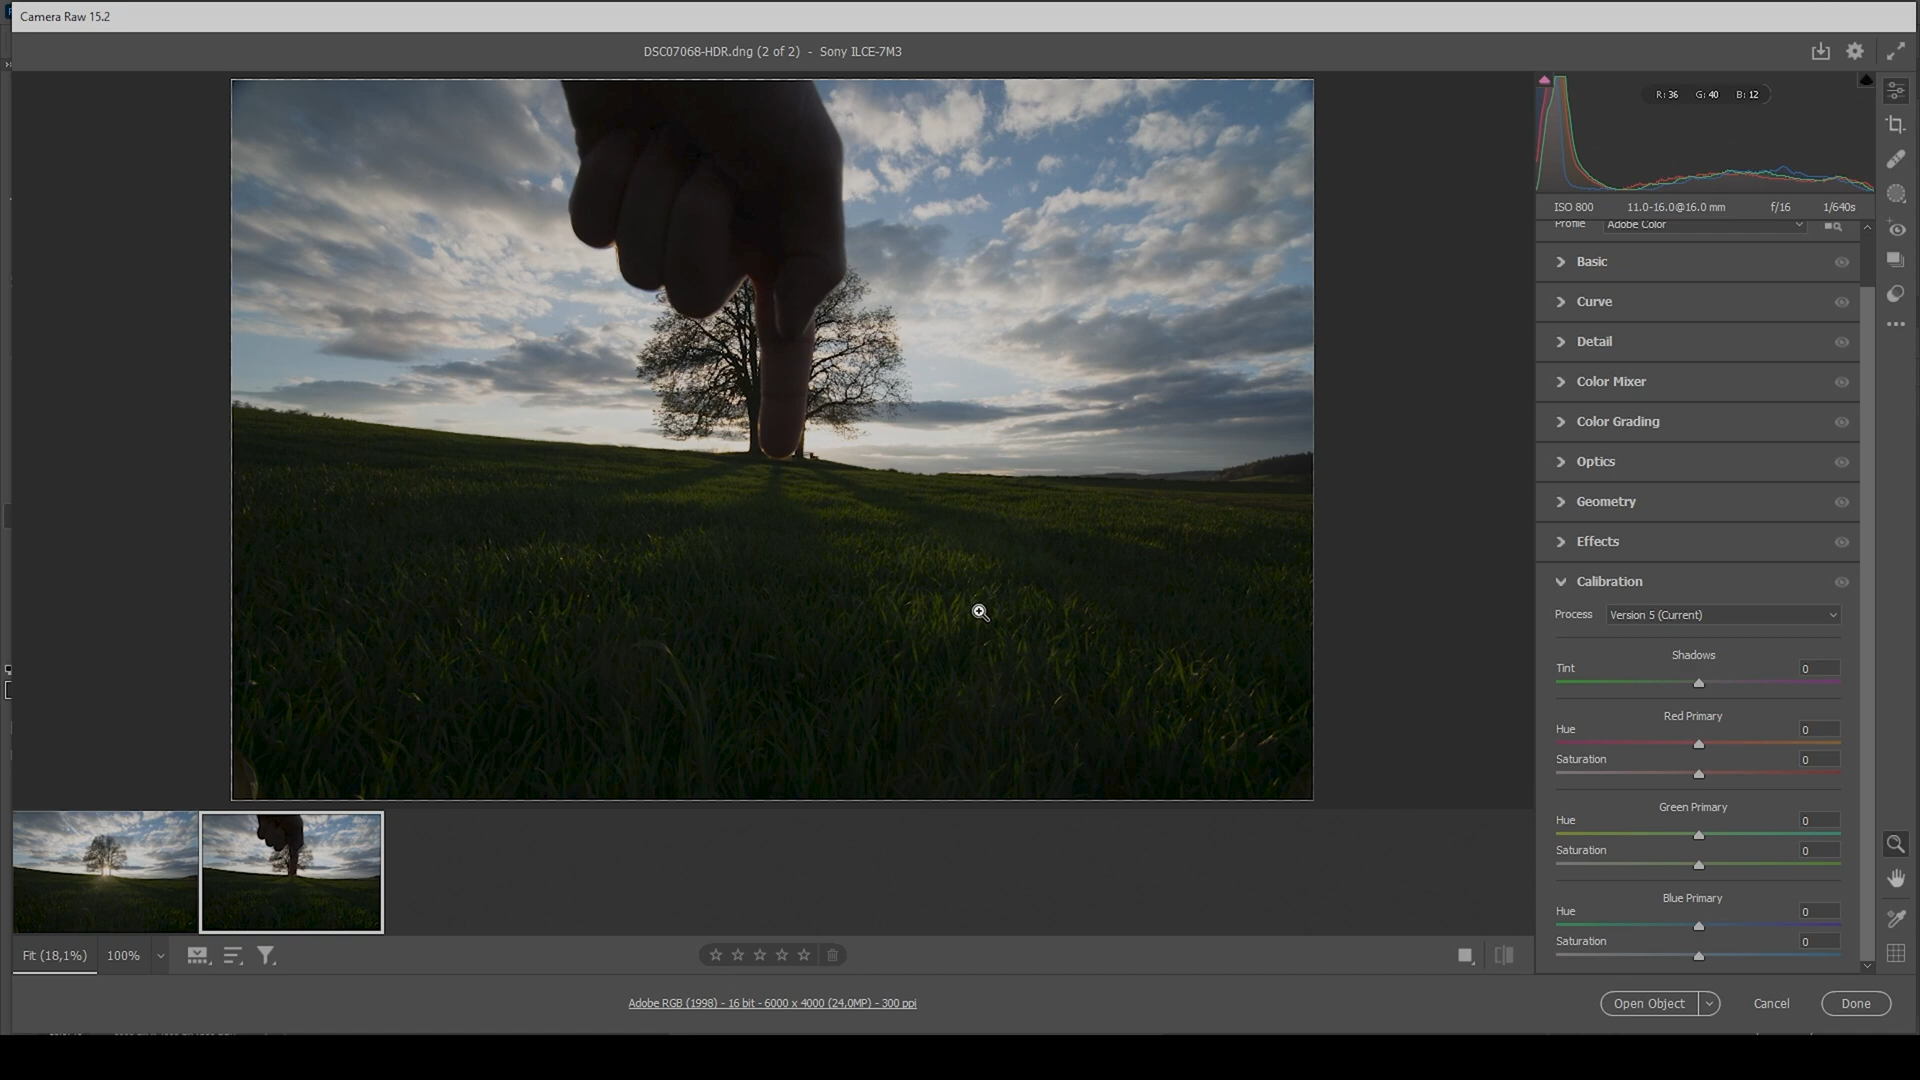 Camera Raw 15.2
DSC07068-HDR.dng (2 of 2) - Sony ILCE-7M3
R: 36 G: 40 B: 12
ISO 800 11.0-16.0@16.0 mm f/16 1/640s
Profile Adobe Color
Basic
Curve
Detail
Color Mixer
Color Grading
Optics
Geometry
Effects
Calibration
Process Version 5 (Current)
Shadows
Tint 0
Red Primary
Hue 0
Saturation 0
Green Primary
Hue 0
Saturation 0
Blue Primary
Hue 0
Saturation 0
Fit (18,1%) 100%
Adobe RGB (1998) - 16 bit - 6000 x 4000 (24,0MP) - 300 ppi
Open Object Cancel Done